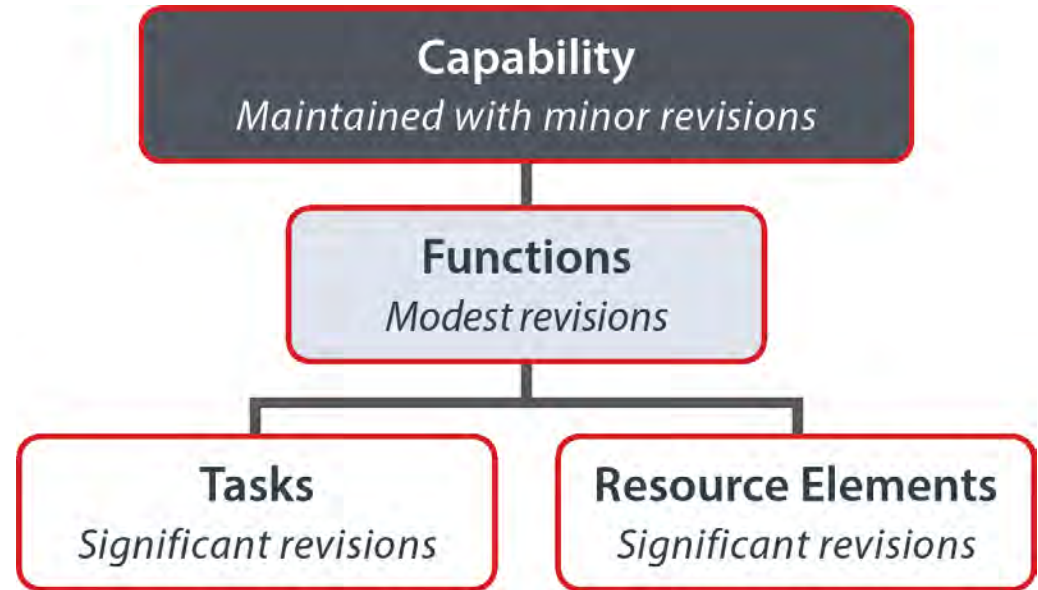 Capability
Maintained with minor revisions
Functions
Modest revisions
Tasks
Significant revisions
Resource Elements
Significant revisions